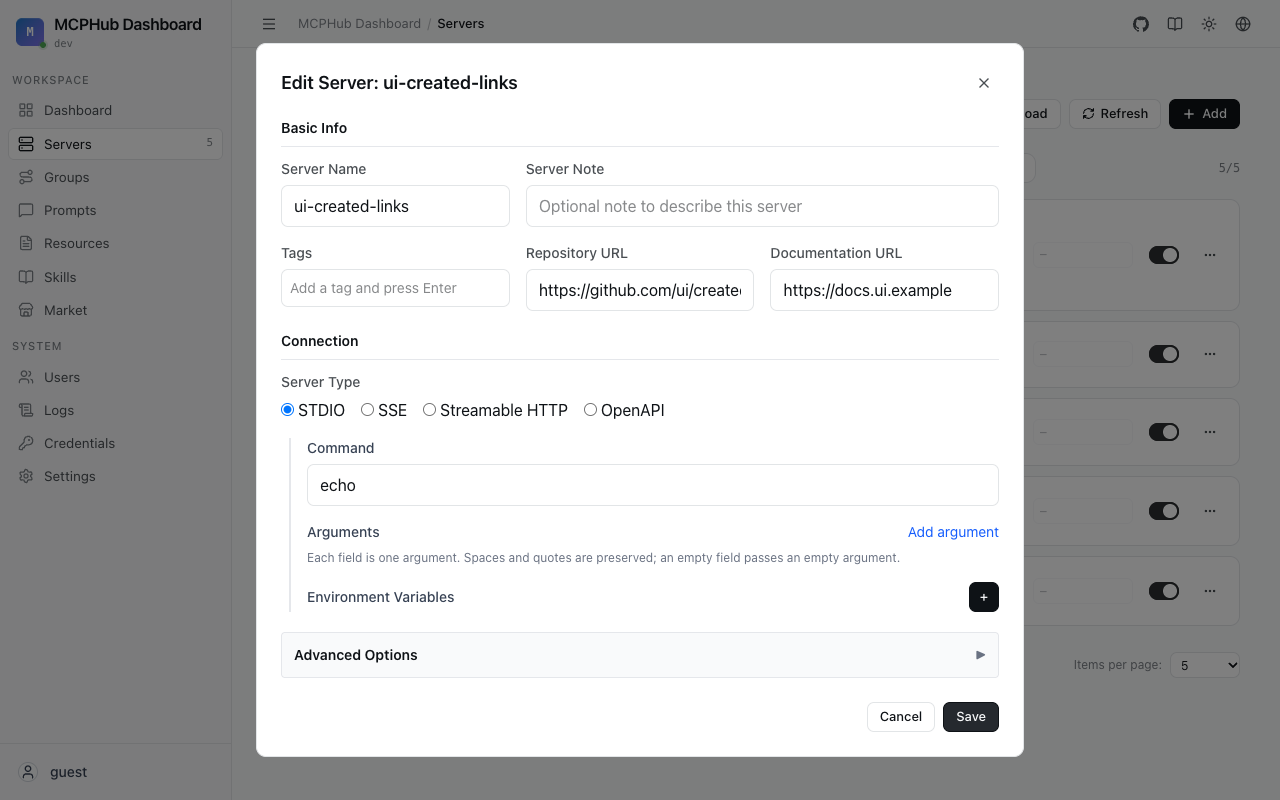 M
MCPHub Dashboard
dev
MCPHub Dashboard / Servers
WORKSPACE
Dashboard
Servers 5
Groups
Prompts
Resources
Skills
Market
SYSTEM
Users
Logs
Credentials
Settings
guest
Refresh
+ Add
5/5
Items per page: 5
Edit Server: ui-created-links
Basic Info
Server Name
ui-created-links
Server Note
Optional note to describe this server
Tags
Add a tag and press Enter
Repository URL
https://github.com/ui/create
Documentation URL
https://docs.ui.example
Connection
Server Type
STDIO SSE Streamable HTTP OpenAPI
Command
echo
Arguments
Add argument
Each field is one argument. Spaces and quotes are preserved; an empty field passes an empty argument.
Environment Variables
+
Advanced Options
Cancel
Save